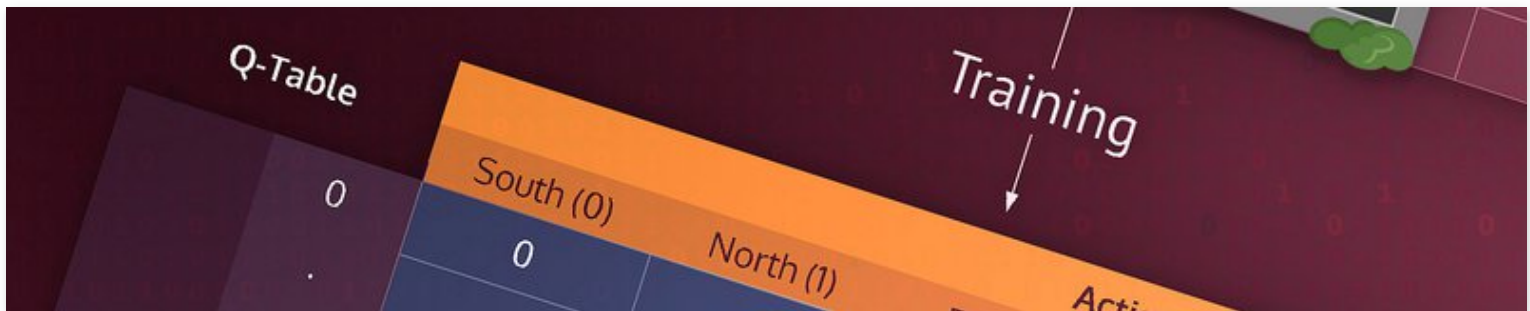 Q-Table
Training
South (0)
North (1)
0
0
.